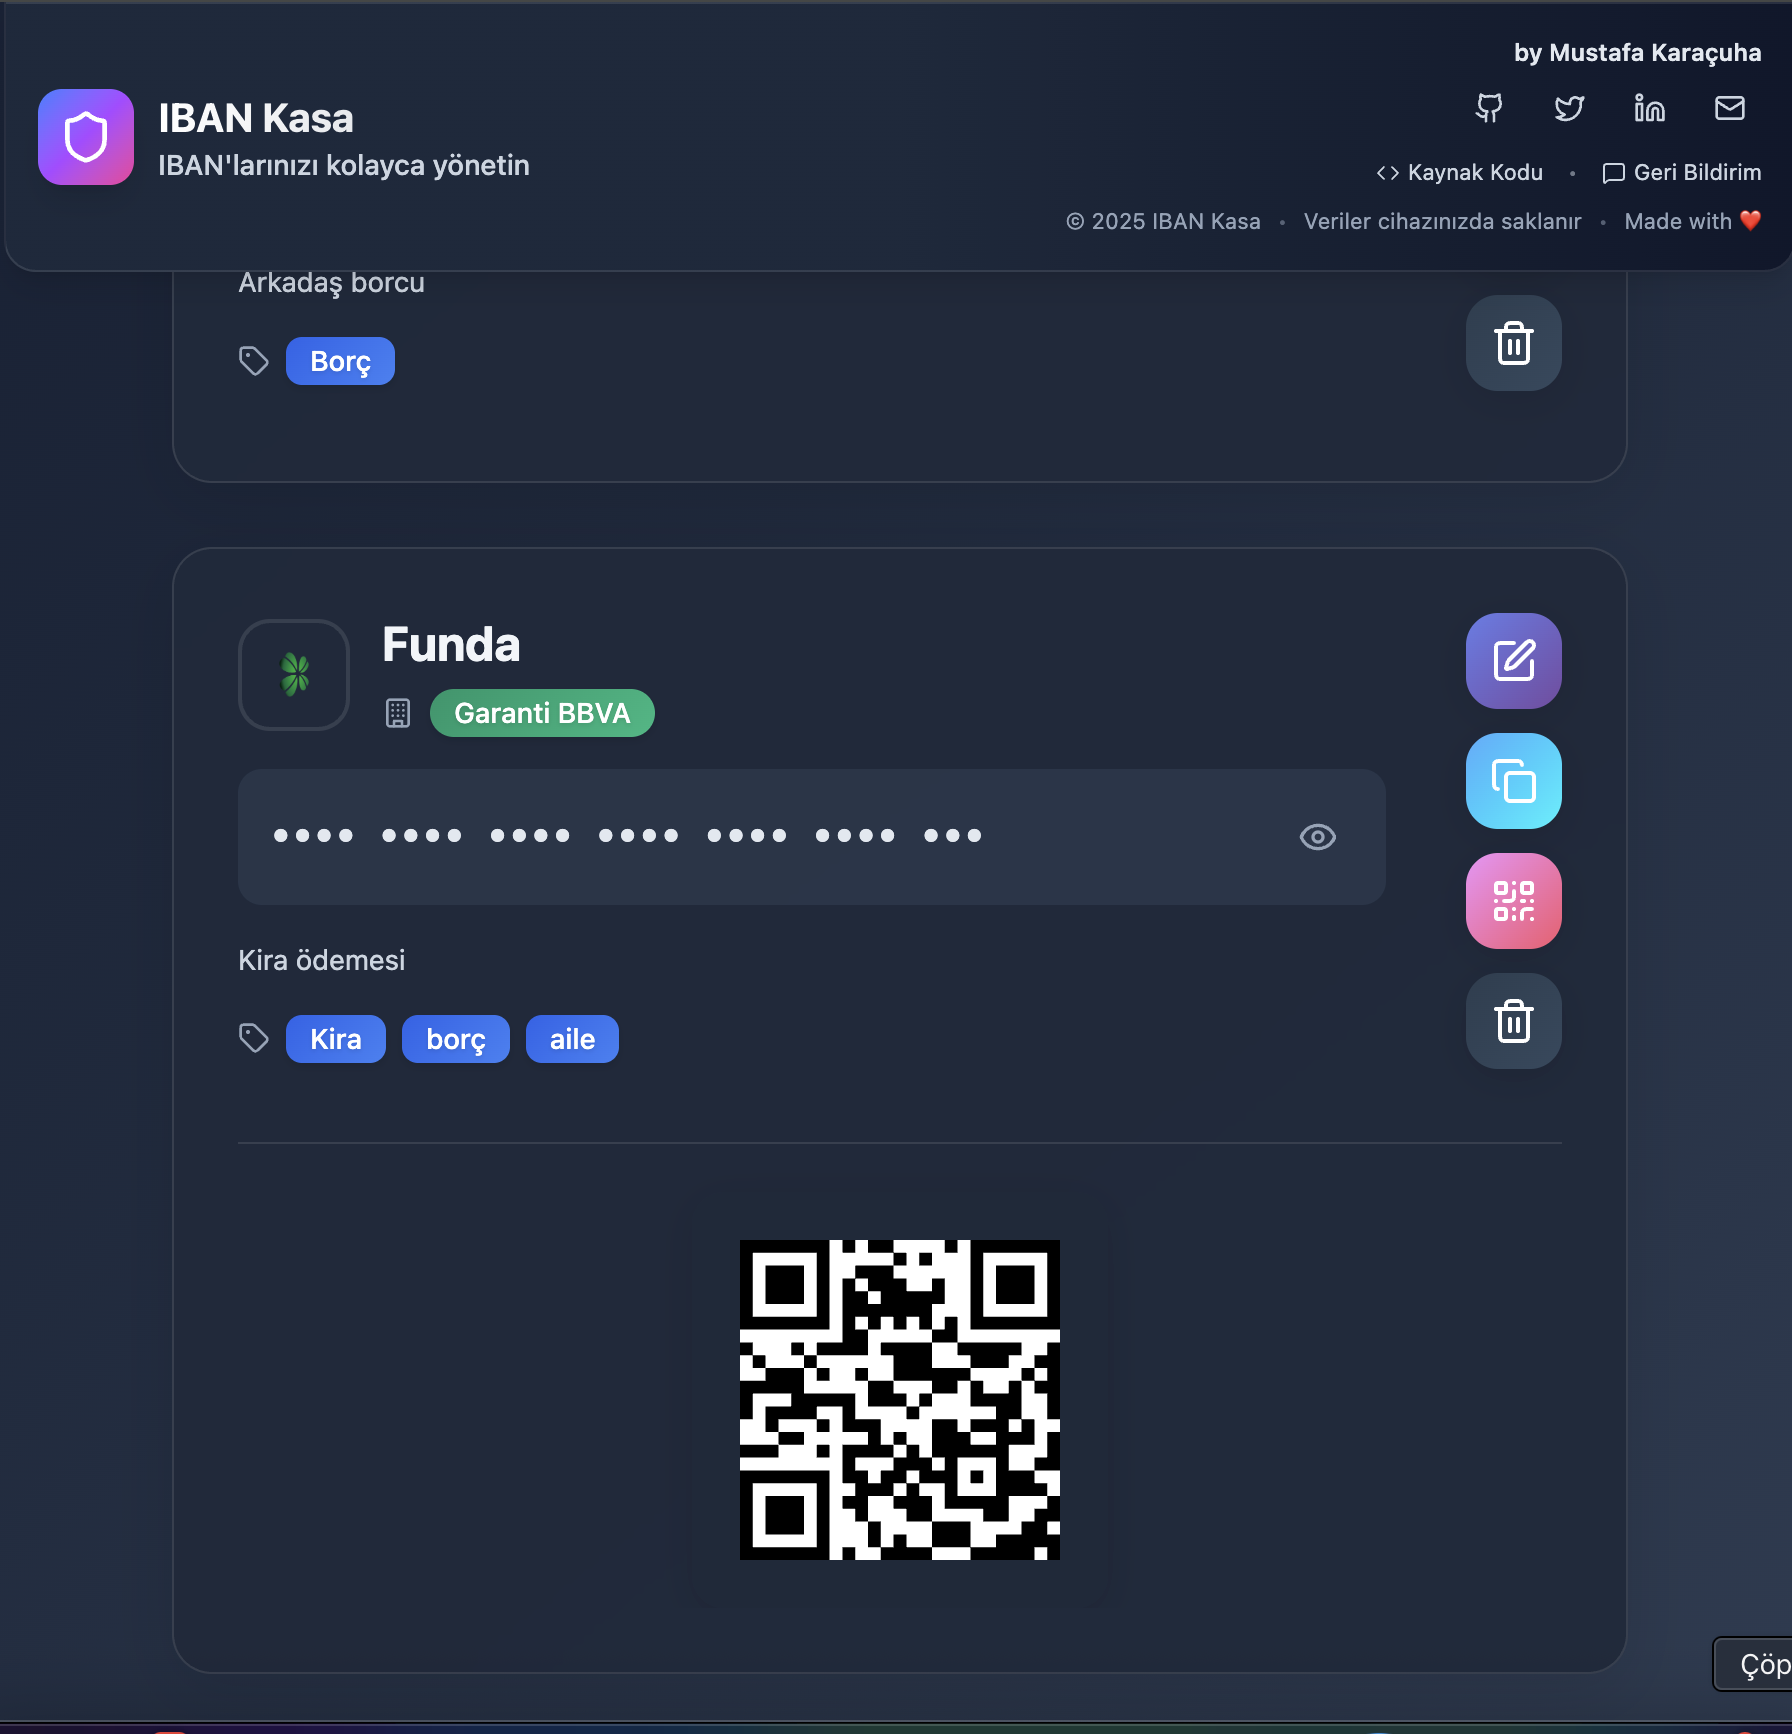 by Mustafa Karaçuha
IBAN Kasa
IBAN'larınızı kolayca yönetin
Kaynak Kodu • Geri Bildirim
© 2025 IBAN Kasa • Veriler cihazınızda saklanır • Made with ❤️
Arkadaş borcu
Borç
Funda
Garanti BBVA
•••• •••• •••• •••• •••• •••• •••
Kira ödemesi
Kira borç aile
Çöp